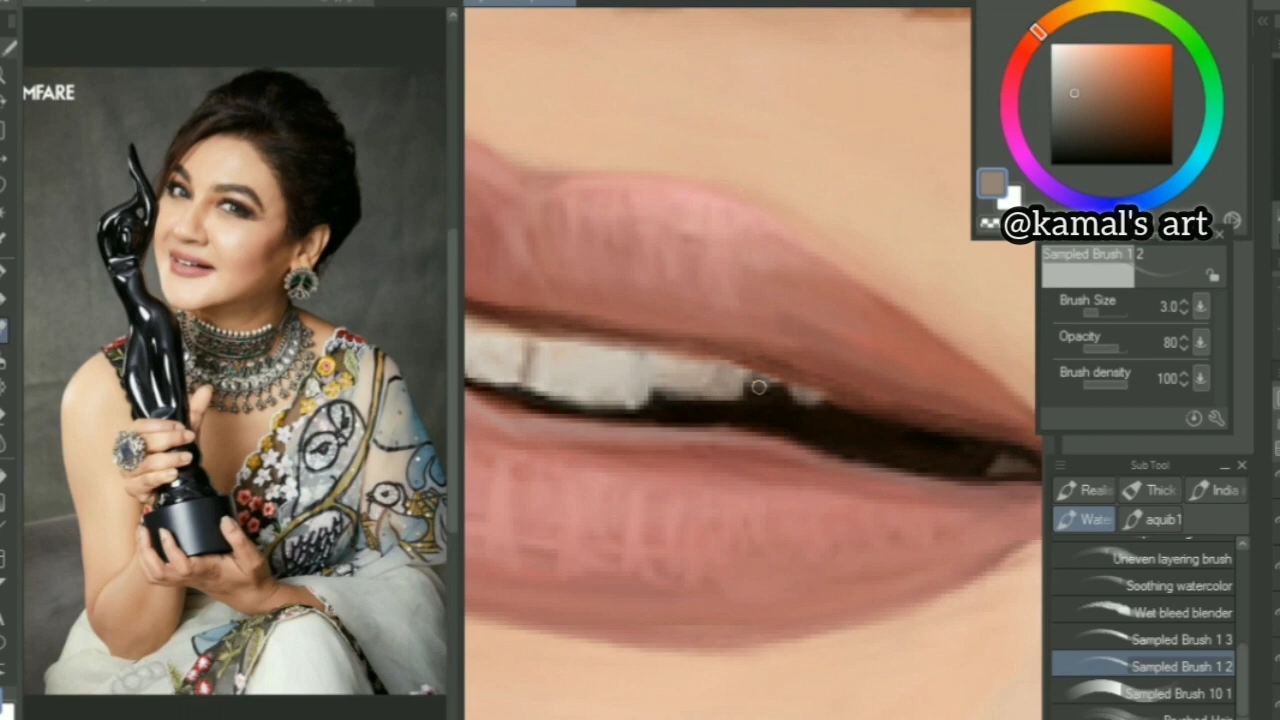 MFARE
@kamal's art
Sampled Brush 1 2
Brush Size
3.0
Opacity
80
Brush density
100
Sub Tool
Realis
Thick
India i
Wate
aquib1
Uneven layering brush
Soothing watercolor
Wet bleed blender
Sampled Brush 1 3
Sampled Brush 1 2
Sampled Brush 10 1